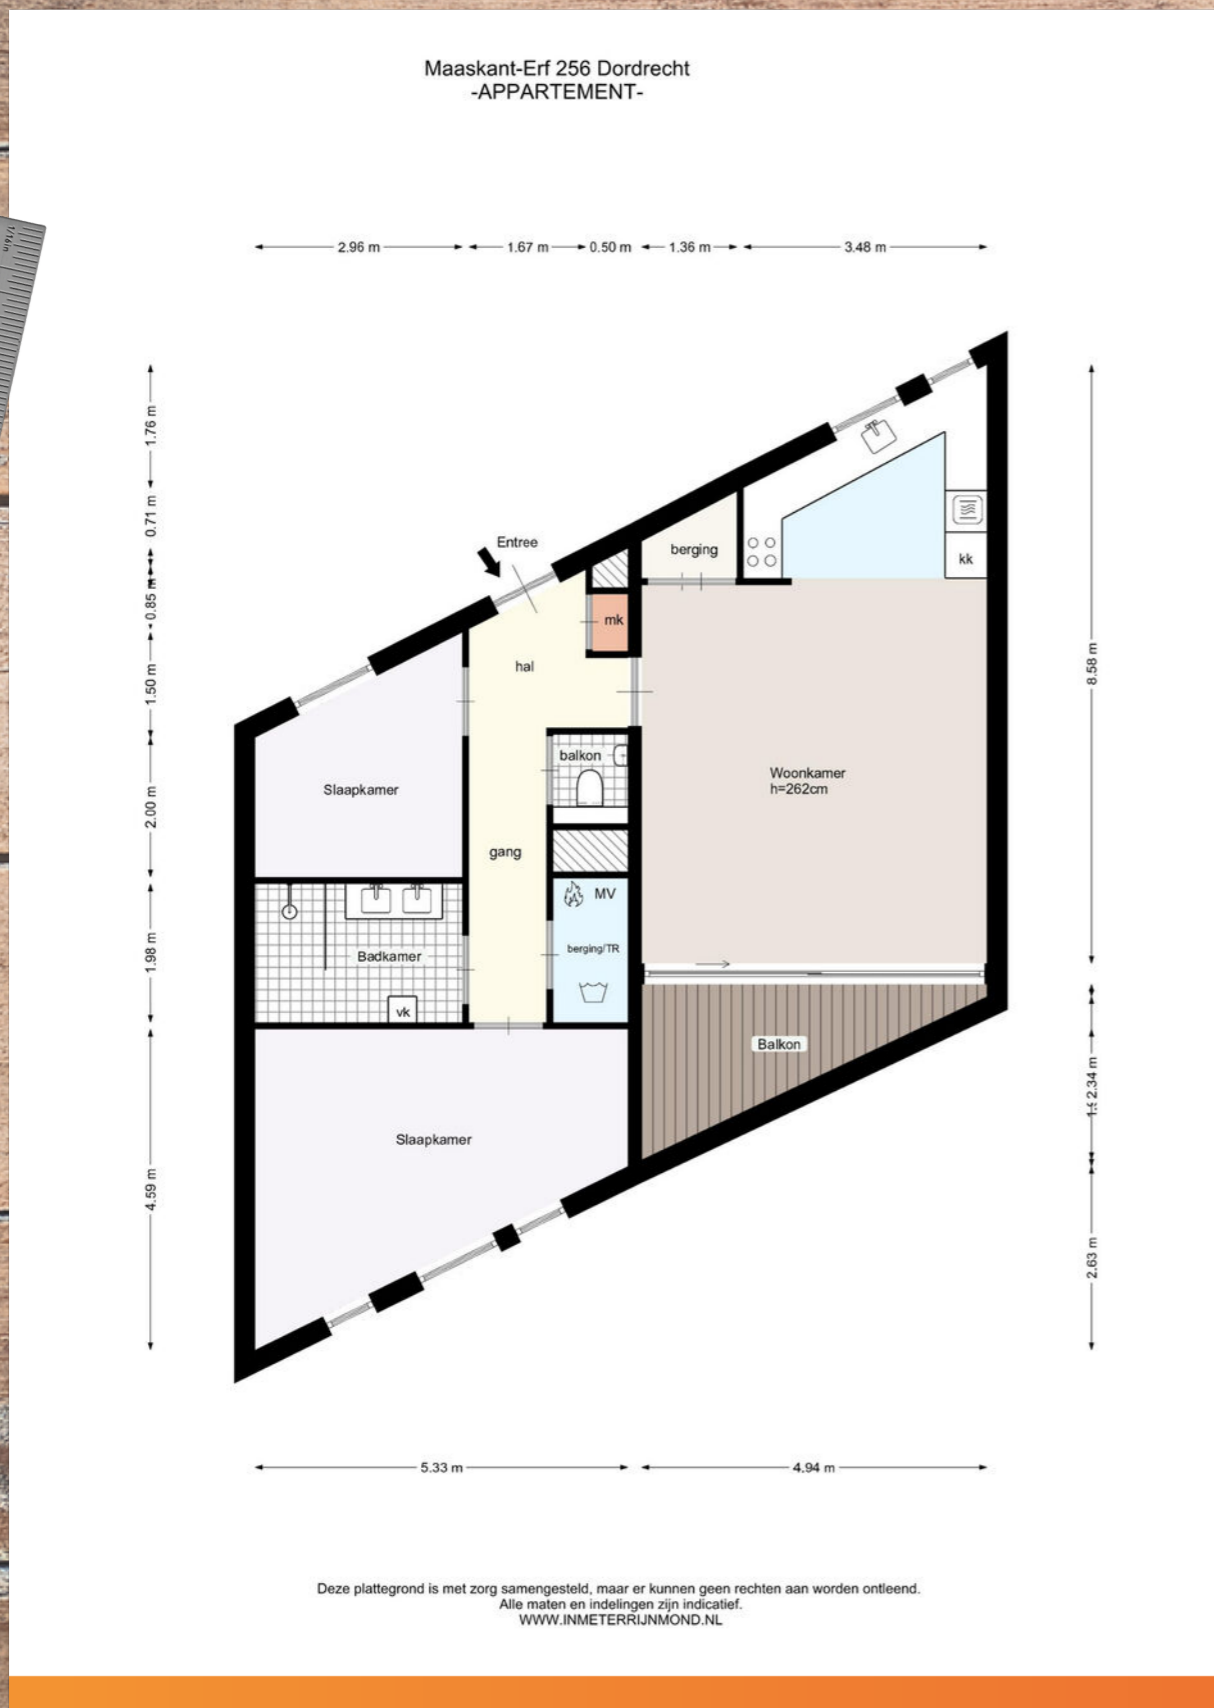 Maaskant-Erf 256 Dordrecht
-APPARTEMENT-
2.96 m
1.67 m
0.50 m
1.36 m
3.48 m
1/16in.
1.76 m
0.71 m
0.85 m
1.50 m
2.00 m
1.98 m
4.59 m
8.58 m
2.34 m
2.63 m
Entree
berging
kk
mk
hal
balkon
Woonkamer
h=262cm
Slaapkamer
gang
MV
berging/TR
Badkamer
vk
Balkon
Slaapkamer
5.33 m
4.94 m
Deze plattegrond is met zorg samengesteld, maar er kunnen geen rechten aan worden ontleend.
Alle maten en indelingen zijn indicatief.
WWW.INMETERRIJNMOND.NL